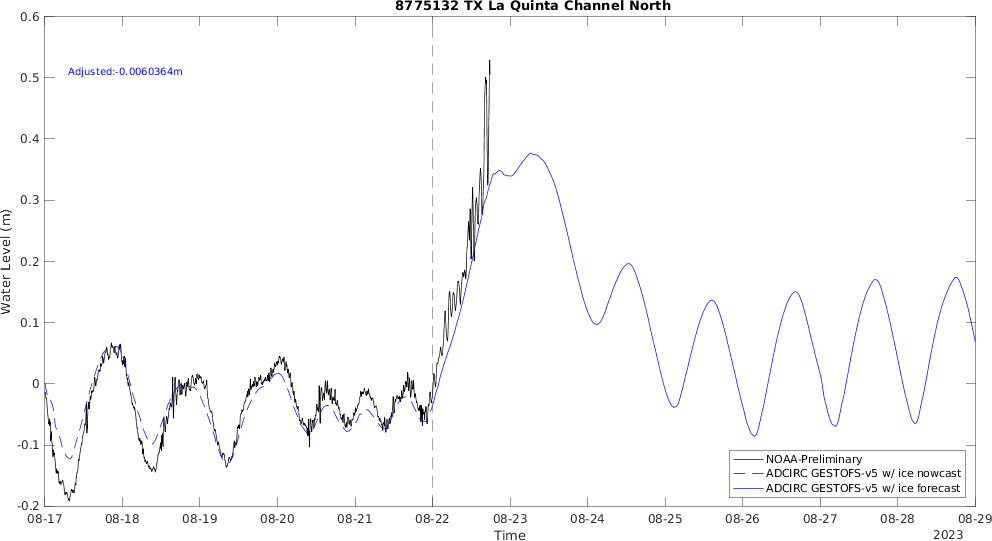 8775132 TX La Quinta Channel North
0.6
0.5
0.4
0.3
0.2
0.1
0
-0.1
-0.2
Water Level (m)
Adjusted:-0.0060364m
NOAA-Preliminary
ADCIRC GESTOFS-v5 w/ ice nowcast
ADCIRC GESTOFS-v5 w/ ice forecast
08-17 08-18 08-19 08-20 08-21 08-22 08-23 08-24 08-25 08-26 08-27 08-28 08-29
Time
2023